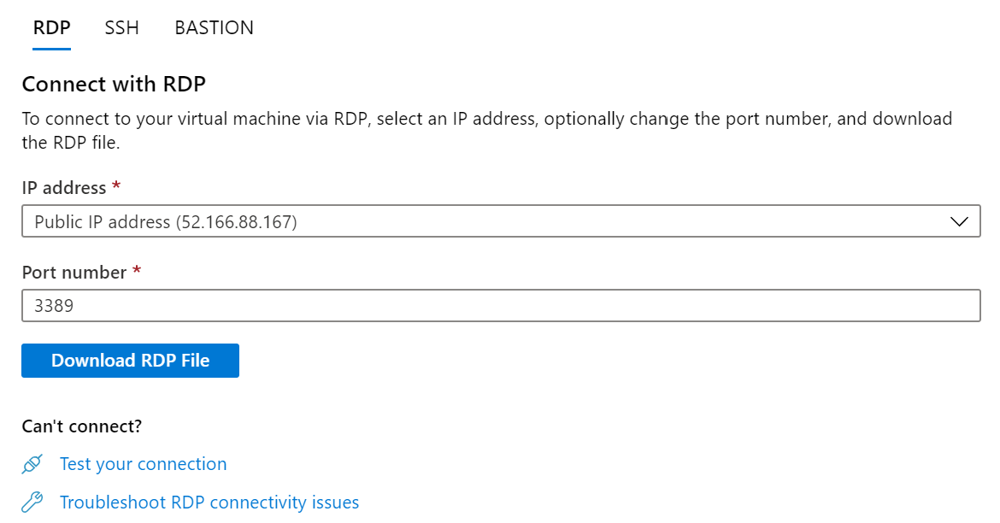 RDP SSH BASTION
Connect with RDP
To connect to your virtual machine via RDP, select an IP address, optionally change the port number, and download
the RDP file.
IP address *
Public IP address (52.166.88.167)
Port number *
3389
Download RDP File
Can't connect?
Test your connection
Troubleshoot RDP connectivity issues